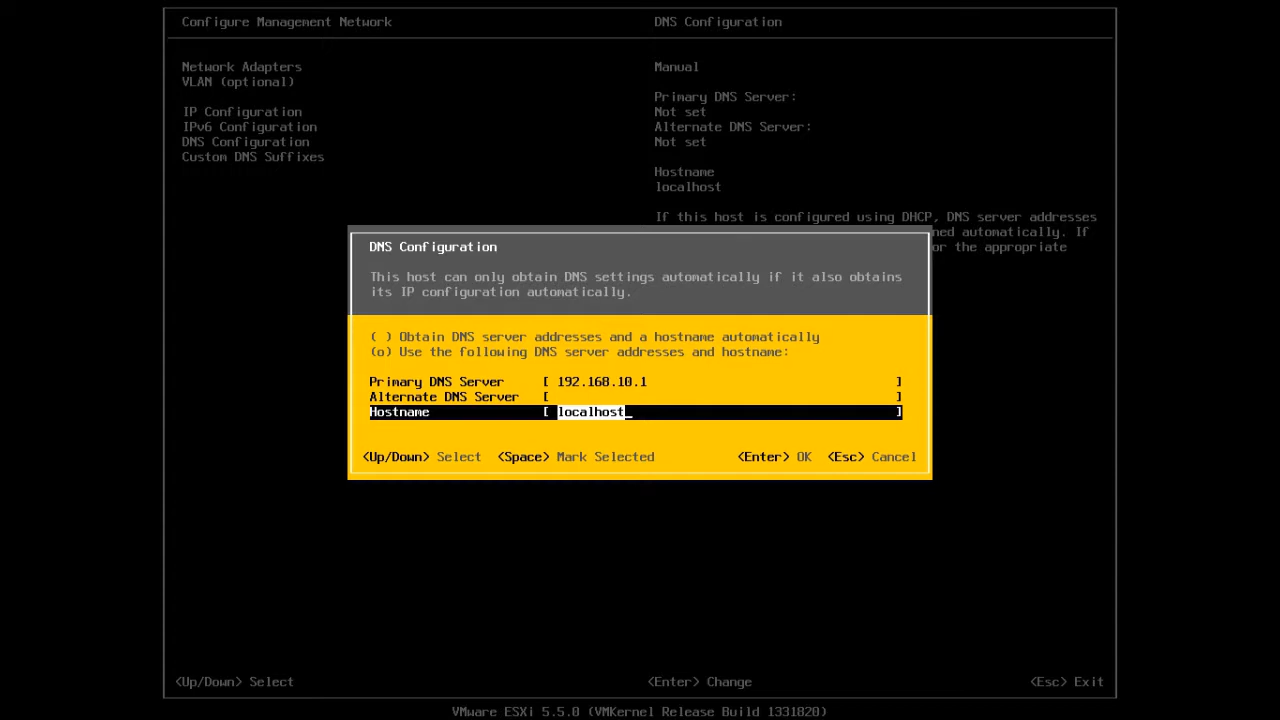 Configure Management Network
DNS Configuration
Network Adapters
VLAN (optional)
IP Configuration
IPv6 Configuration
DNS Configuration
Custom DNS Suffixes
Manual
Primary DNS Server:
Not set
Alternate DNS Server:
Not set
Hostname
localhost
If this host is configured using DHCP, DNS server addresses
ned automatically. If
or the appropriate
DNS Configuration
This host can only obtain DNS settings automatically if it also obtains
its IP configuration automatically.
( ) Obtain DNS server addresses and a hostname automatically
(o) Use the following DNS server addresses and hostname:
Primary DNS Server [ 192.168.10.1 ]
Alternate DNS Server [ ]
Hostname [ localhost_ ]
<Up/Down> Select <Space> Mark Selected <Enter> OK <Esc> Cancel
<Up/Down> Select <Enter> Change <Esc> Exit
VMware ESXi 5.5.0 (VMKernel Release Build 1331820)